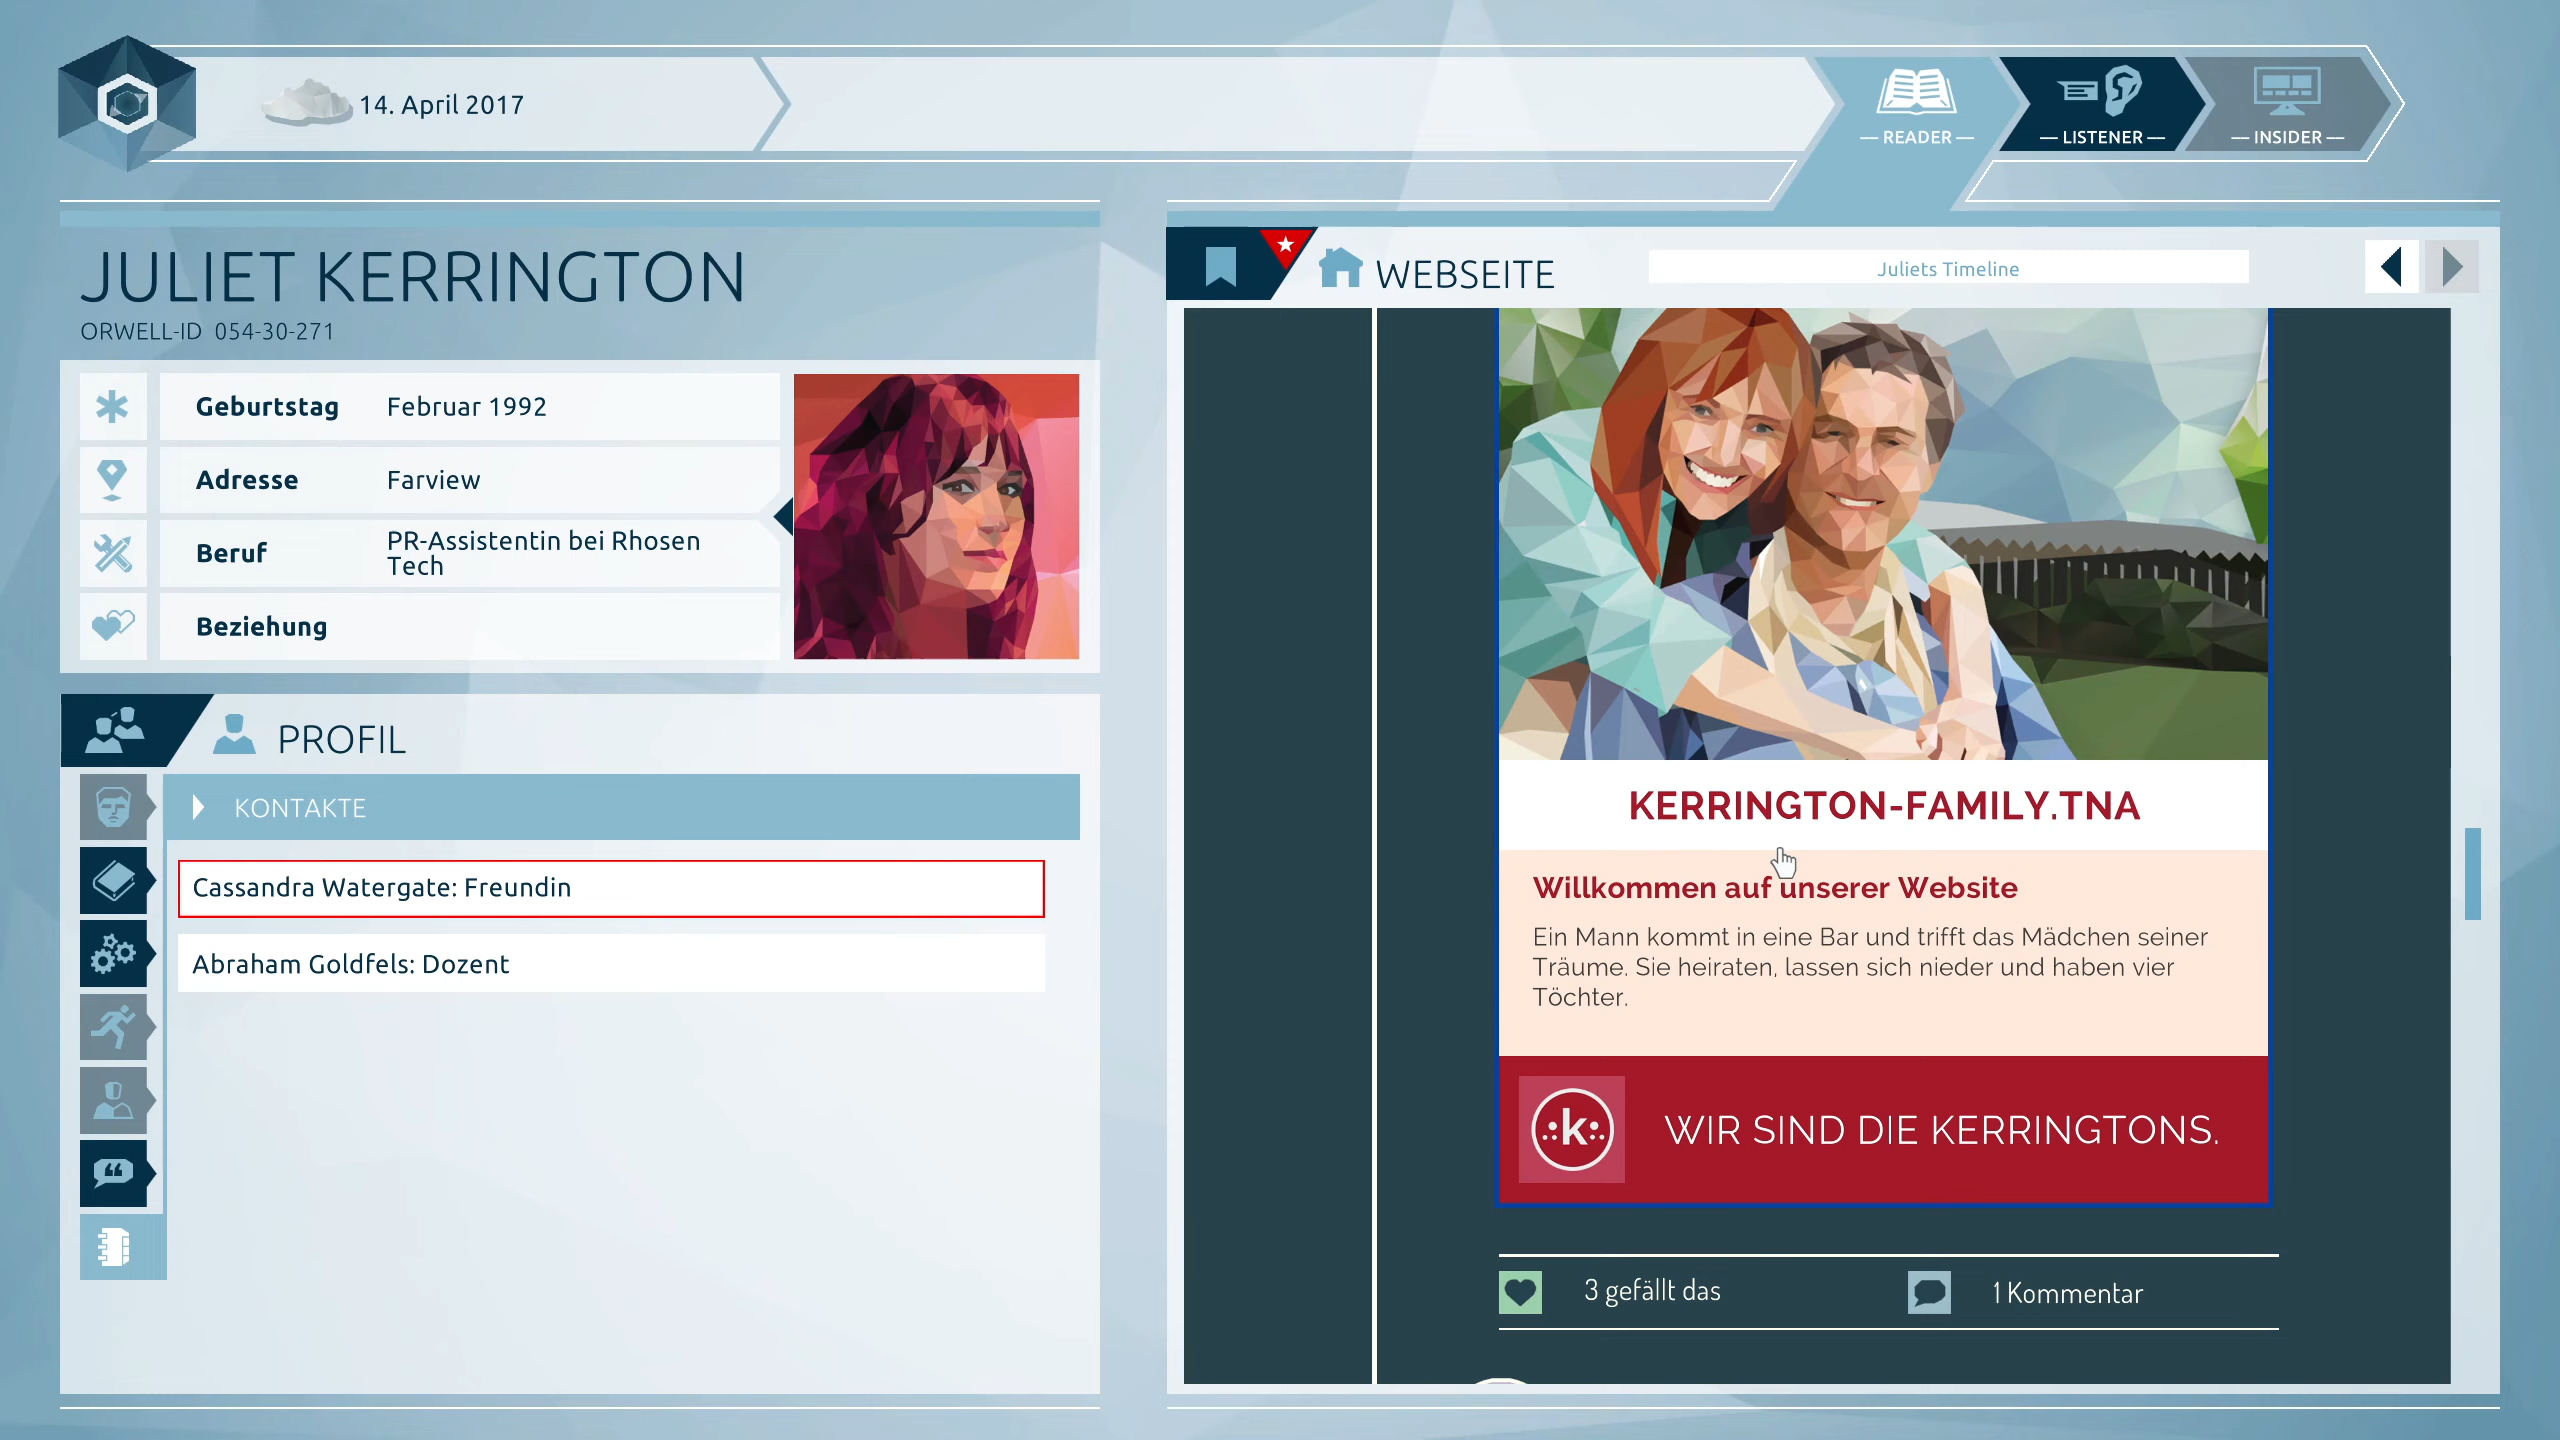 14. April 2017
— READER —
— LISTENER —
— INSIDER —
JULIET KERRINGTON
ORWELL-ID 054-30-271
Geburtstag Februar 1992
Adresse Farview
Beruf PR-Assistentin bei Rhosen
Tech
Beziehung
PROFIL
KONTAKTE
Cassandra Watergate: Freundin
Abraham Goldfels: Dozent
WEBSEITE
Juliets Timeline
KERRINGTON-FAMILY.TNA
Willkommen auf unserer Website
Ein Mann kommt in eine Bar und trifft das Mädchen seiner
Träume. Sie heiraten, lassen sich nieder und haben vier
Töchter.
:k:
WIR SIND DIE KERRINGTONS.
3 gefällt das
1 Kommentar